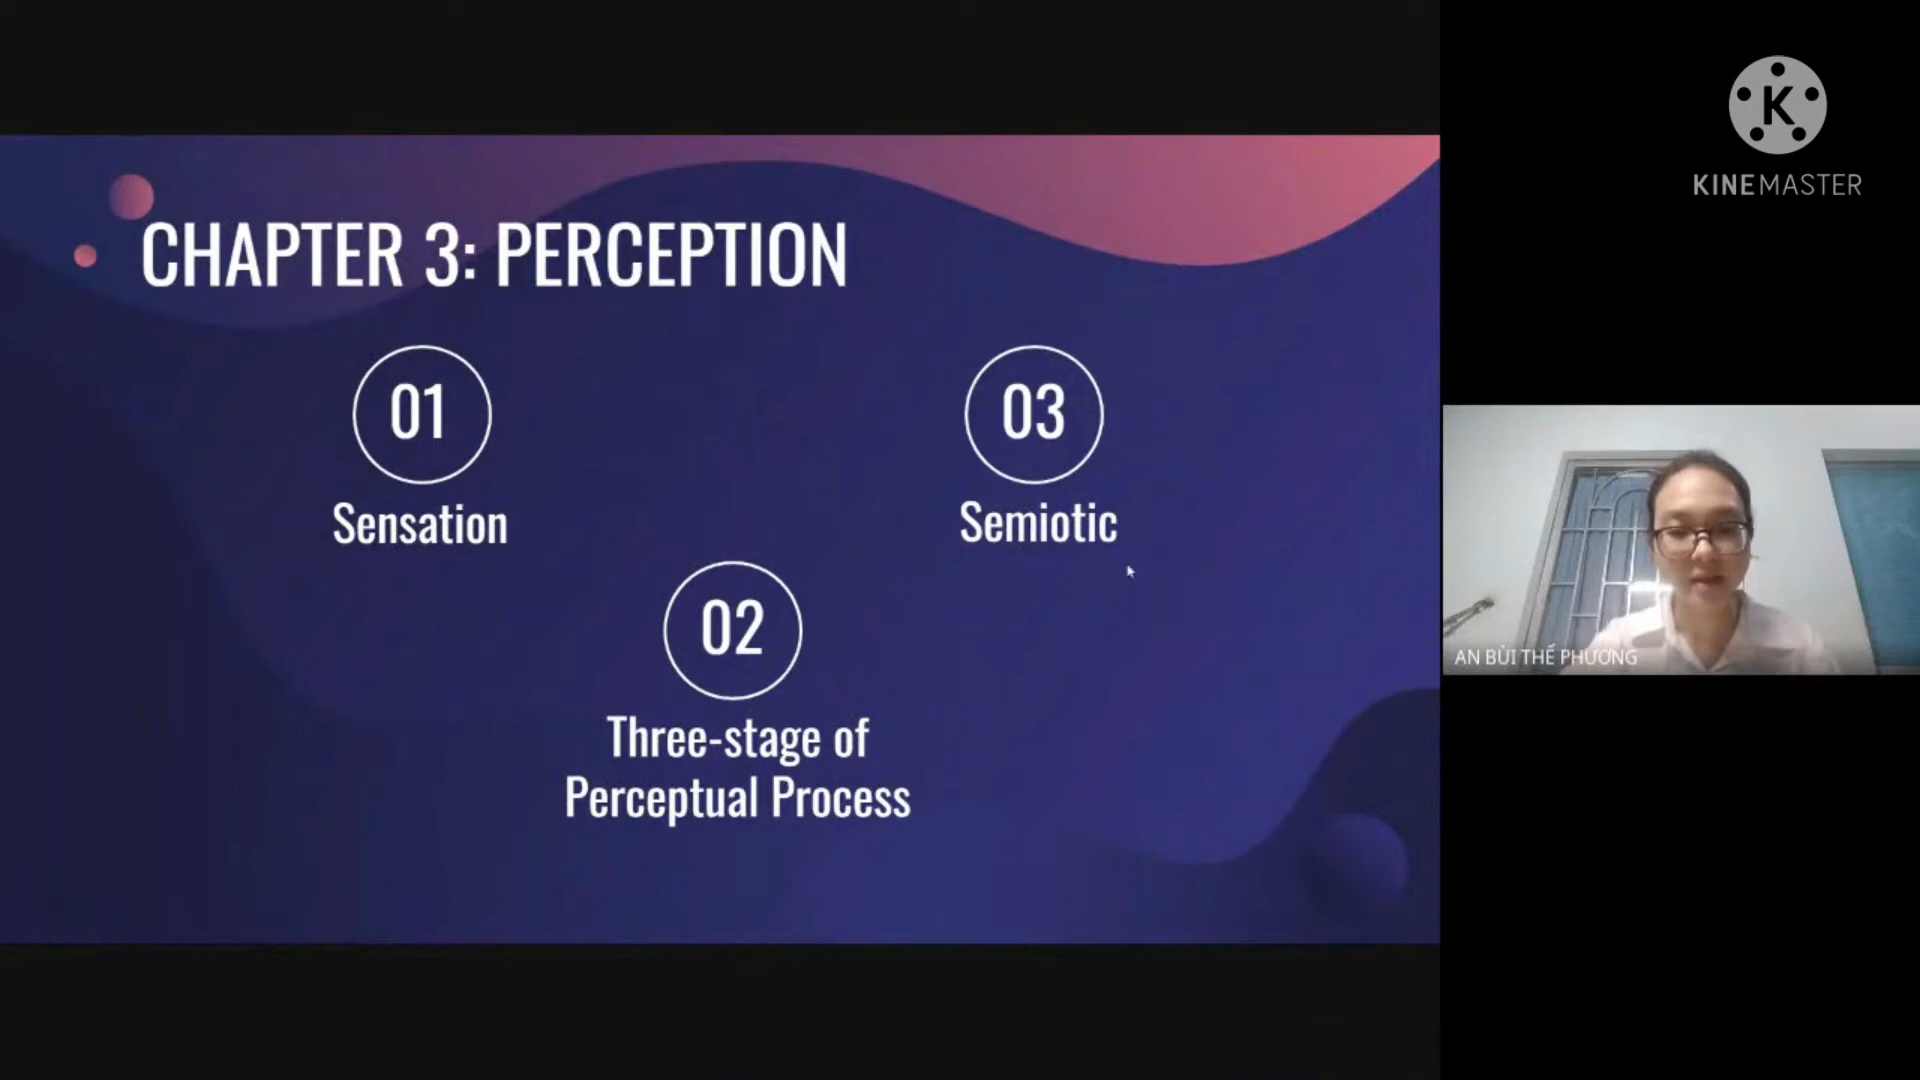 CHAPTER 3: PERCEPTION
01
Sensation
02
Three-stage of
Perceptual Process
03
Semiotic
K
KINEMASTER
AN BÙI THẾ PHƯƠNG